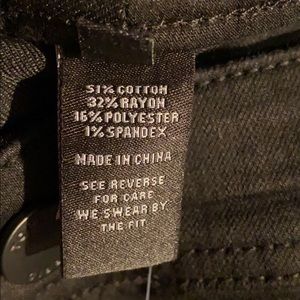 51% COTTON
32% RAYON
16% POLYESTER
1% SPANDEX
MADE IN CHINA
SEE REVERSE
FOR CARE
WE SWEAR BY
THE FIT